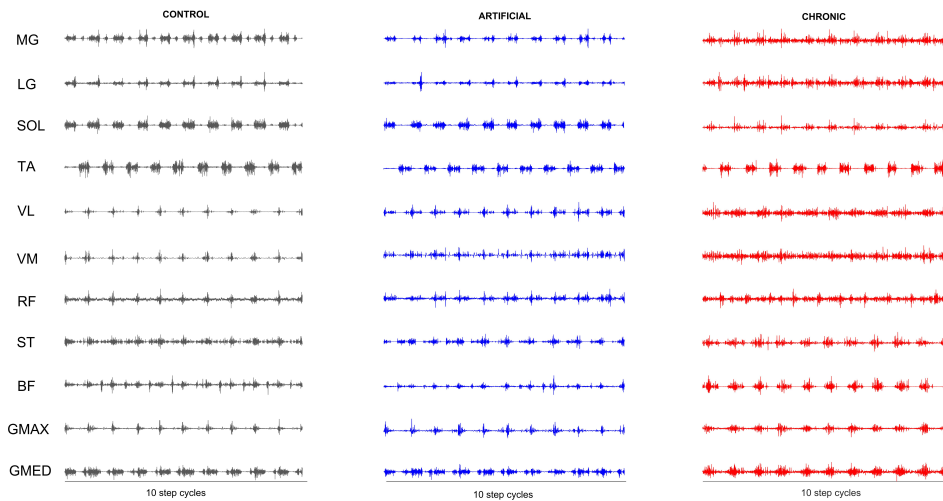 CONTROL
ARTIFICIAL
CHRONIC
MG
LG
SOL
TA
VL
VM
RF
ST
BF
GMAX
GMED
10 step cycles
10 step cycles
10 step cycles